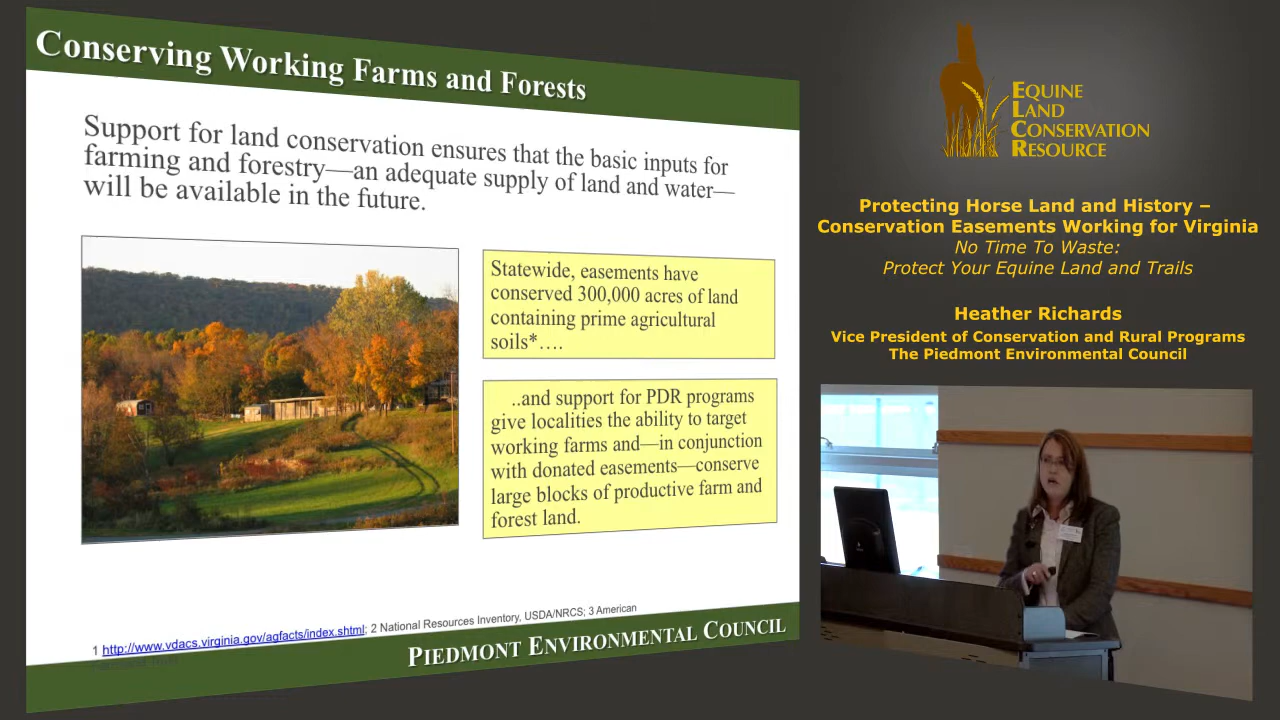 Conserving Working Farms and Forests
Support for land conservation ensures that the basic inputs for
farming and forestry—an adequate supply of land and water—
will be available in the future.
Statewide, easements have
conserved 300,000 acres of land
containing prime agricultural
soils*….
..and support for PDR programs
give localities the ability to target
working farms and—in conjunction
with donated easements—conserve
large blocks of productive farm and
forest land.
1 http://www.vdacs.virginia.gov/agfacts/index.shtml; 2 National Resources Inventory, USDA/NRCS; 3 American
PIEDMONT ENVIRONMENTAL COUNCIL
EQUINE
LAND
CONSERVATION
RESOURCE
Protecting Horse Land and History –
Conservation Easements Working for Virginia
No Time To Waste:
Protect Your Equine Land and Trails
Heather Richards
Vice President of Conservation and Rural Programs
The Piedmont Environmental Council